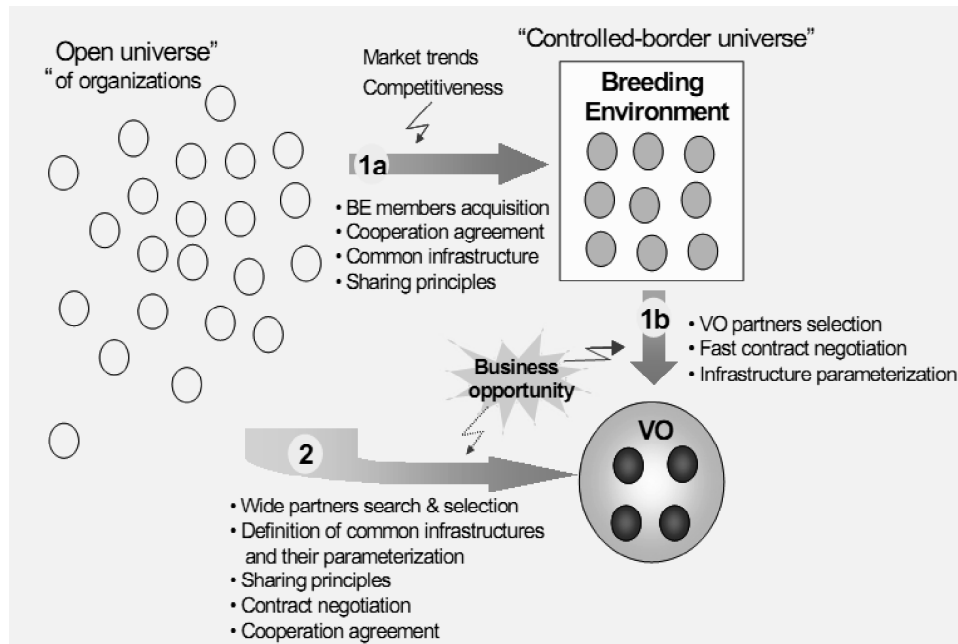 Open universe”
“of organizations
Market trends
Competitiveness
“Controlled-border universe”
Breeding
Environment
1a
• BE members acquisition
• Cooperation agreement
• Common infrastructure
• Sharing principles
1b
• VO partners selection
• Fast contract negotiation
• Infrastructure parameterization
Business
opportunity
VO
2
• Wide partners search & selection
• Definition of common infrastructures
and their parameterization
• Sharing principles
• Contract negotiation
• Cooperation agreement